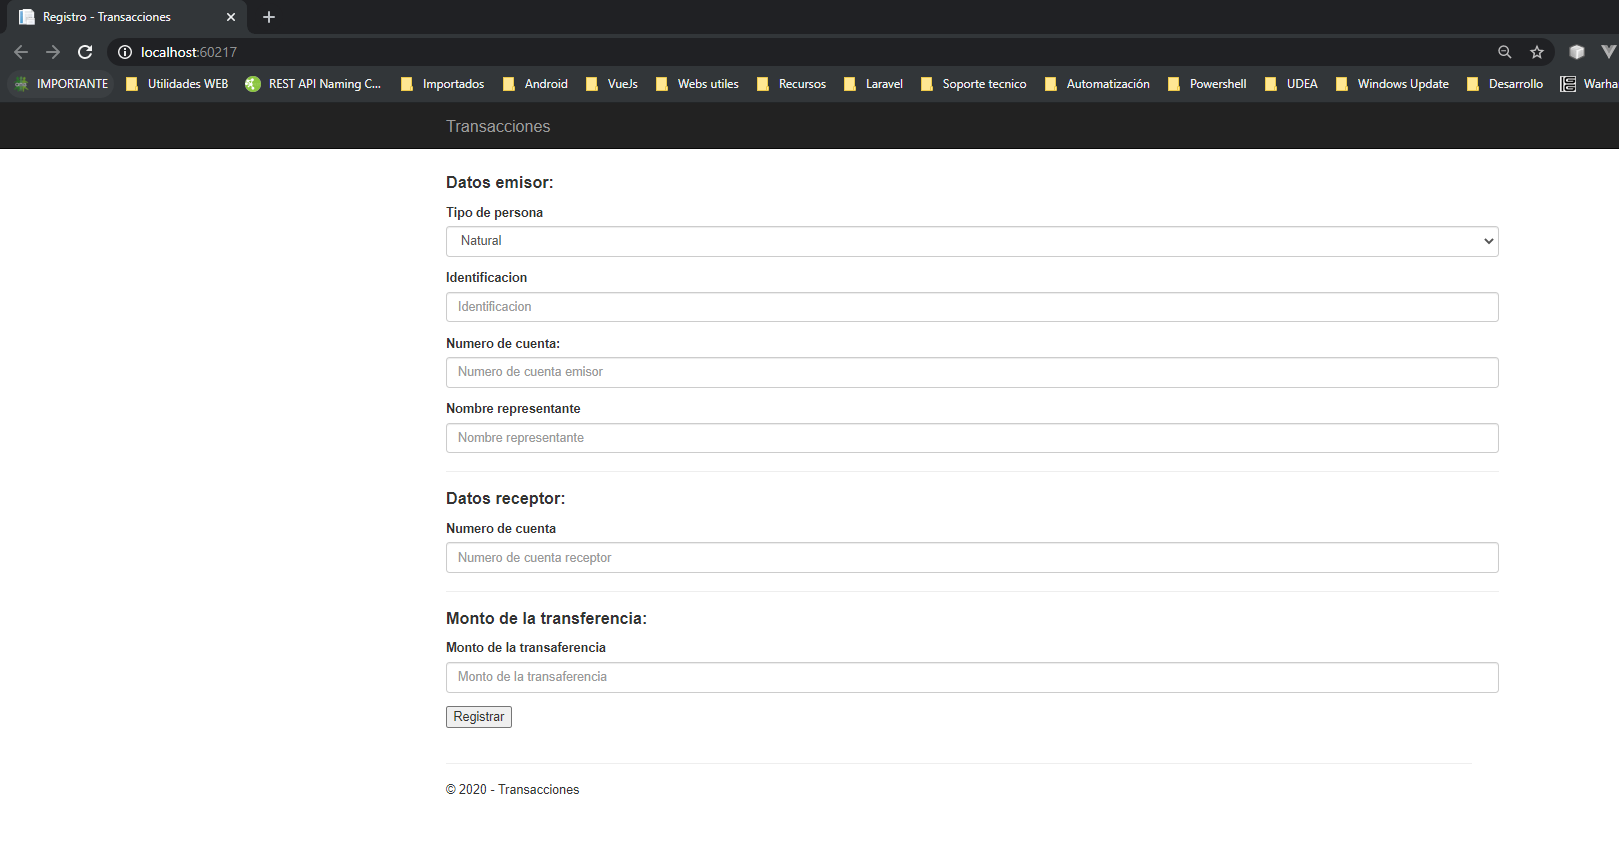 Registro - Transacciones
localhost:60217
IMPORTANTE Utilidades WEB REST API Naming C... Importados Android VueJs Webs utiles Recursos Laravel Soporte tecnico Automatización Powershell UDEA Windows Update Desarrollo Warha
Transacciones
Datos emisor:
Tipo de persona
Natural
Identificacion
Identificacion
Numero de cuenta:
Numero de cuenta emisor
Nombre representante
Nombre representante
Datos receptor:
Numero de cuenta
Numero de cuenta receptor
Monto de la transferencia:
Monto de la transaferencia
Monto de la transaferencia
Registrar
© 2020 - Transacciones